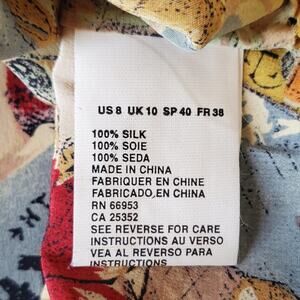 US 8 UK 10 SP 40 FR 38
100% SILK
100% SOIE
100% SEDA
MADE IN CHINA
FABRIQUER EN CHINE
FABRICADO,EN CHINA
RN 66953
CA 25352
SEE REVERSE FOR CARE
INSTRUCTIONS AU VERSO
VEA AL REVERSO PARA
INSTRUCTIONS